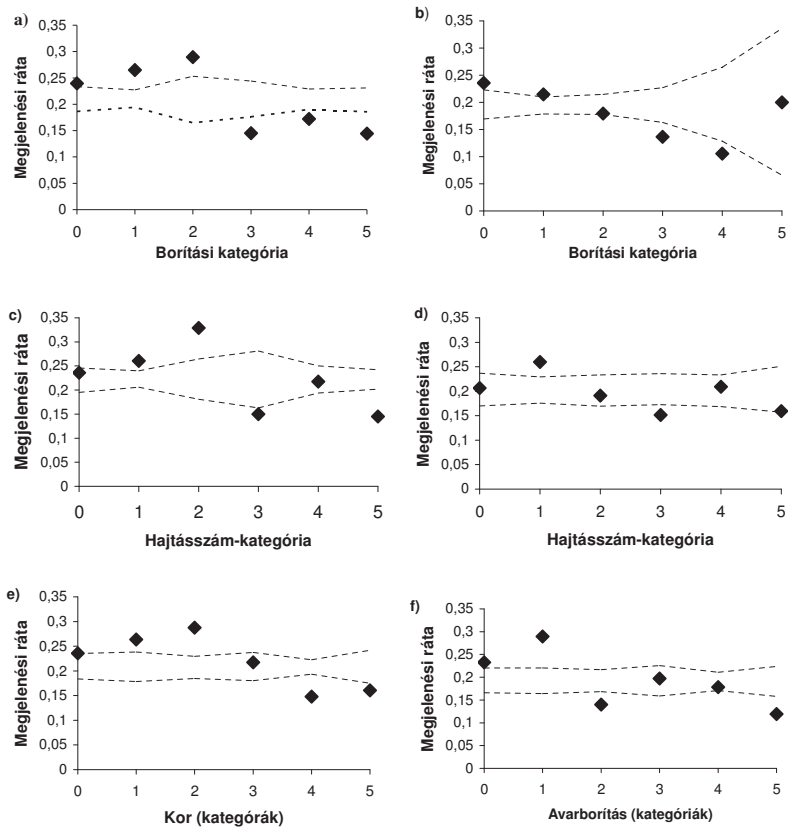 a)
Megjelenési ráta
0,35
0,3
0,25
0,2
0,15
0,1
0,05
0
0 1 2 3 4 5
Borítási kategória
b)
Megjelenési ráta
0,35
0,3
0,25
0,2
0,15
0,1
0,05
0
0 1 2 3 4 5
Borítási kategória
c)
Megjelenési ráta
0,35
0,3
0,25
0,2
0,15
0,1
0,05
0
0 1 2 3 4 5
Hajtásszám-kategória
d)
Megjelenési ráta
0,35
0,3
0,25
0,2
0,15
0,1
0,05
0
0 1 2 3 4 5
Hajtásszám-kategória
e)
Megjelenési ráta
0,35
0,3
0,25
0,2
0,15
0,1
0,05
0
0 1 2 3 4 5
Kor (kategórák)
f)
Megjelenési ráta
0,35
0,3
0,25
0,2
0,15
0,1
0,05
0
0 1 2 3 4 5
Avarborítás (kategóriák)